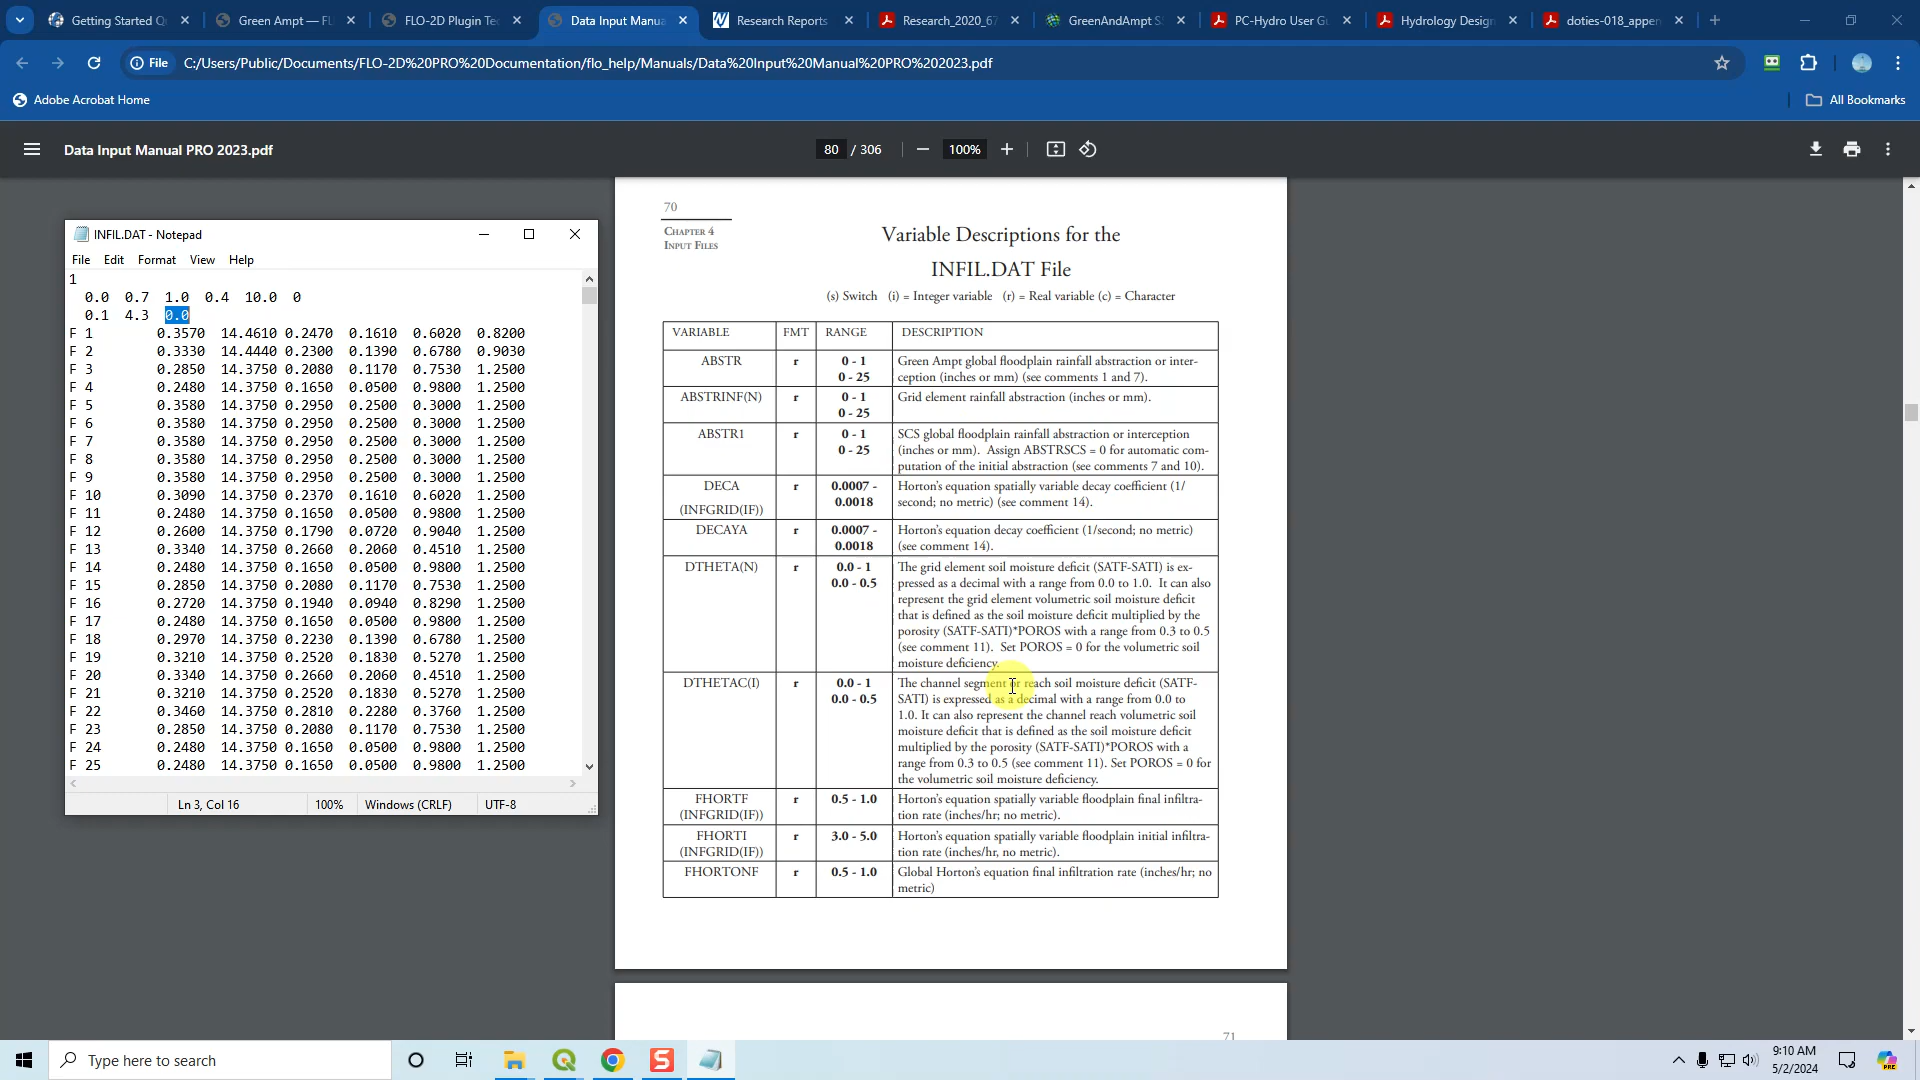 Getting Started Q
Green Ampt — FL
FLO-2D Plugin Tec
Data Input Manua
Research Reports
Research_2020_67
GreenAndAmpt S
PC-Hydro User Gu
Hydrology Design
doties-018_appen
File
C:/Users/Public/Documents/FLO-2D%20PRO%20Documentation/flo_help/Manuals/Data%20Input%20Manual%20PRO%202023.pdf
Adobe Acrobat Home
All Bookmarks
Data Input Manual PRO 2023.pdf
80 / 306
100%
INFIL.DAT - Notepad
File Edit Format View Help
1
0.0 0.7 1.0 0.4 10.0 0
0.1 4.3 0.0
F 1 0.3570 14.4610 0.2470 0.1610 0.6020 0.8200
F 2 0.3330 14.4440 0.2300 0.1390 0.6780 0.9030
F 3 0.2850 14.3750 0.2080 0.1170 0.7530 1.2500
F 4 0.2480 14.3750 0.1650 0.0500 0.9800 1.2500
F 5 0.3580 14.3750 0.2950 0.2500 0.3000 1.2500
F 6 0.3580 14.3750 0.2950 0.2500 0.3000 1.2500
F 7 0.3580 14.3750 0.2950 0.2500 0.3000 1.2500
F 8 0.3580 14.3750 0.2950 0.2500 0.3000 1.2500
F 9 0.3580 14.3750 0.2950 0.2500 0.3000 1.2500
F 10 0.3090 14.3750 0.2370 0.1610 0.6020 1.2500
F 11 0.2480 14.3750 0.1650 0.0500 0.9800 1.2500
F 12 0.2600 14.3750 0.1790 0.0720 0.9040 1.2500
F 13 0.3340 14.3750 0.2660 0.2060 0.4510 1.2500
F 14 0.2480 14.3750 0.1650 0.0500 0.9800 1.2500
F 15 0.2850 14.3750 0.2080 0.1170 0.7530 1.2500
F 16 0.2720 14.3750 0.1940 0.0940 0.8290 1.2500
F 17 0.2480 14.3750 0.1650 0.0500 0.9800 1.2500
F 18 0.2970 14.3750 0.2230 0.1390 0.6780 1.2500
F 19 0.3210 14.3750 0.2520 0.1830 0.5270 1.2500
F 20 0.3340 14.3750 0.2660 0.2060 0.4510 1.2500
F 21 0.3210 14.3750 0.2520 0.1830 0.5270 1.2500
F 22 0.3460 14.3750 0.2810 0.2280 0.3760 1.2500
F 23 0.2850 14.3750 0.2080 0.1170 0.7530 1.2500
F 24 0.2480 14.3750 0.1650 0.0500 0.9800 1.2500
F 25 0.2480 14.3750 0.1650 0.0500 0.9800 1.2500
Ln 3, Col 16 100% Windows (CRLF) UTF-8
70
Chapter 4
Input Files
Variable Descriptions for the
INFIL.DAT File
(s) Switch (i) = Integer variable (r) = Real variable (c) = Character
VARIABLE FMT RANGE DESCRIPTION
ABSTR r 0 - 1 Green Ampt global floodplain rainfall abstraction or inter-
0 - 25 ception (inches or mm) (see comments 1 and 7).
ABSTRINF(N) r 0 - 1 Grid element rainfall abstraction (inches or mm).
0 - 25
ABSTR1 r 0 - 1 SCS global floodplain rainfall abstraction or interception
0 - 25 (inches or mm). Assign ABSTRSCS = 0 for automatic com-
putation of the initial abstraction (see comments 7 and 10).
DECA r 0.0007 - Horton's equation spatially variable decay coefficient (1/
(INFGRID(IF)) 0.0018 second; no metric) (see comment 14).
DECAYA r 0.0007 - Horton's equation decay coefficient (1/second; no metric)
0.0018 (see comment 14).
DTHETA(N) r 0.0 - 1 The grid element soil moisture deficit (SATF-SATI) is ex-
0.0 - 0.5 pressed as a decimal with a range from 0.0 to 1.0. It can also
represent the grid element volumetric soil moisture deficit
that is defined as the soil moisture deficit multiplied by the
porosity (SATF-SATI)*POROS with a range from 0.3 to 0.5
(see comment 11). Set POROS = 0 for the volumetric soil
moisture deficiency.
DTHETAC(I) r 0.0 - 1 The channel segment or reach soil moisture deficit (SATF-
0.0 - 0.5 SATI) is expressed as a decimal with a range from 0.0 to
1.0. It can also represent the channel reach volumetric soil
moisture deficit that is defined as the soil moisture deficit
multiplied by the porosity (SATF-SATI)*POROS with a
range from 0.3 to 0.5 (see comment 11). Set POROS = 0 for
the volumetric soil moisture deficiency.
FHORTF r 0.5 - 1.0 Horton's equation spatially variable floodplain final infiltra-
(INFGRID(IF)) tion rate (inches/hr; no metric).
FHORTI r 3.0 - 5.0 Horton's equation spatially variable floodplain initial infiltra-
(INFGRID(IF)) tion rate (inches/hr, no metric).
FHORTONF r 0.5 - 1.0 Global Horton's equation final infiltration rate (inches/hr; no
metric)
71
Type here to search
9:10 AM
5/2/2024